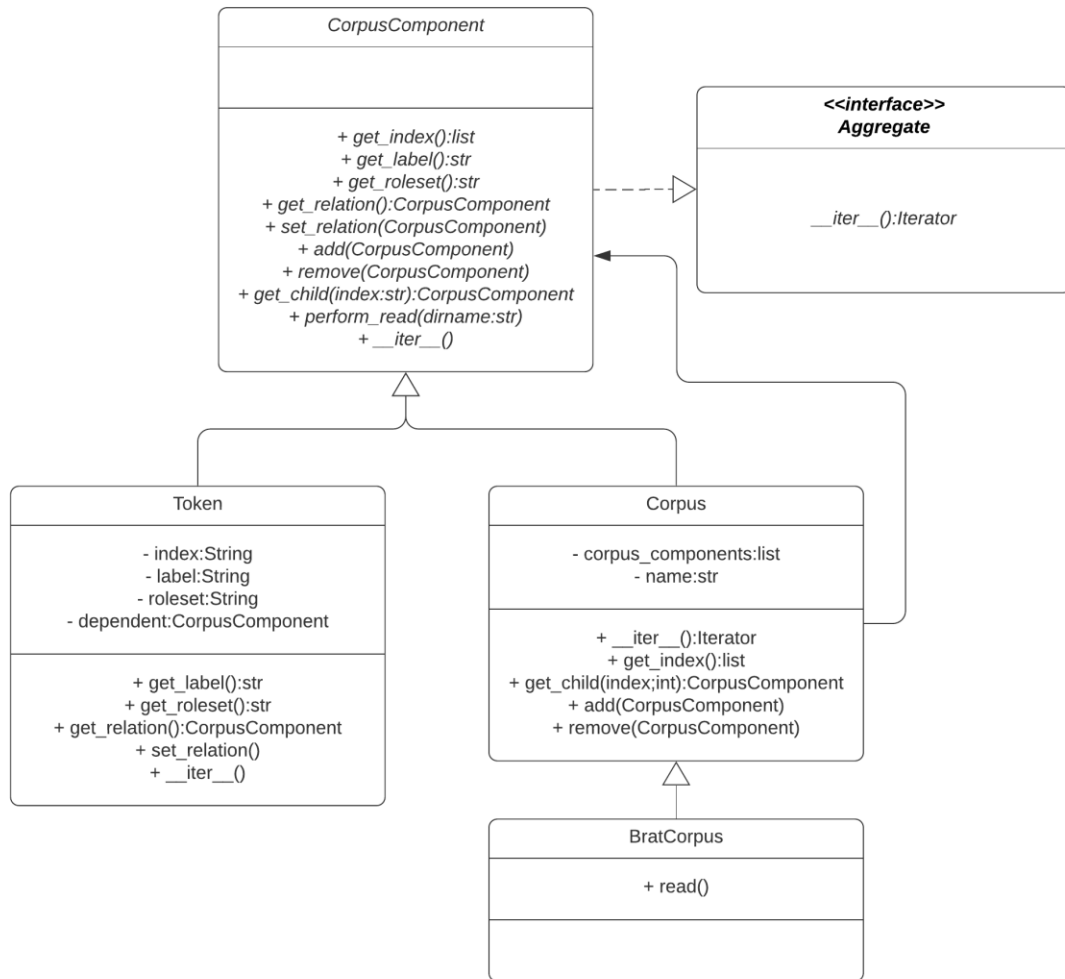 CorpusComponent
+ get_index():list
+ get_label():str
+ get_roleset():str
+ get_relation():CorpusComponent
+ set_relation(CorpusComponent)
+ add(CorpusComponent)
+ remove(CorpusComponent)
+ get_child(index:str):CorpusComponent
+ perform_read(dirname:str)
+ __iter__()
<<interface>>
Aggregate
__iter__():Iterator
Token
- index:String
- label:String
- roleset:String
- dependent:CorpusComponent
+ get_label():str
+ get_roleset():str
+ get_relation():CorpusComponent
+ set_relation()
+ __iter__()
Corpus
- corpus_components:list
- name:str
+ __iter__():Iterator
+ get_index():list
+ get_child(index;int):CorpusComponent
+ add(CorpusComponent)
+ remove(CorpusComponent)
BratCorpus
+ read()